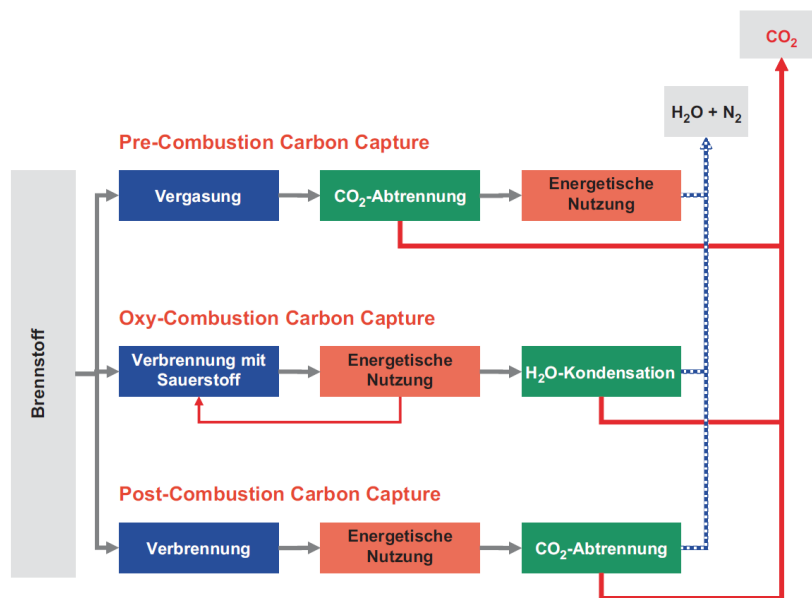 CO₂
H₂O + N₂
Pre-Combustion Carbon Capture
Vergasung
CO₂-Abtrennung
Energetische
Nutzung
Brennstoff
Oxy-Combustion Carbon Capture
Verbrennung mit
Sauerstoff
Energetische
Nutzung
H₂O-Kondensation
Post-Combustion Carbon Capture
Verbrennung
Energetische
Nutzung
CO₂-Abtrennung